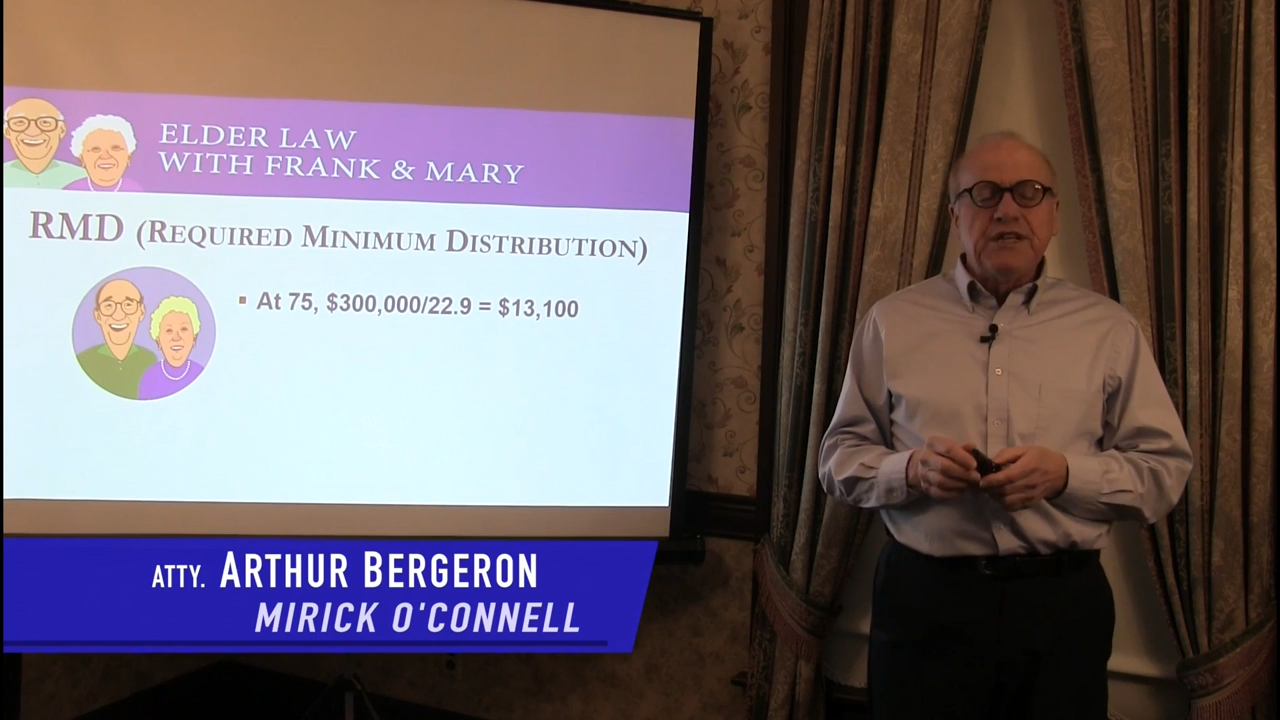 ELDER LAW
WITH FRANK & MARY
RMD (REQUIRED MINIMUM DISTRIBUTION)
▪ At 75, $300,000/22.9 = $13,100
ATTY. ARTHUR BERGERON
MIRICK O'CONNELL